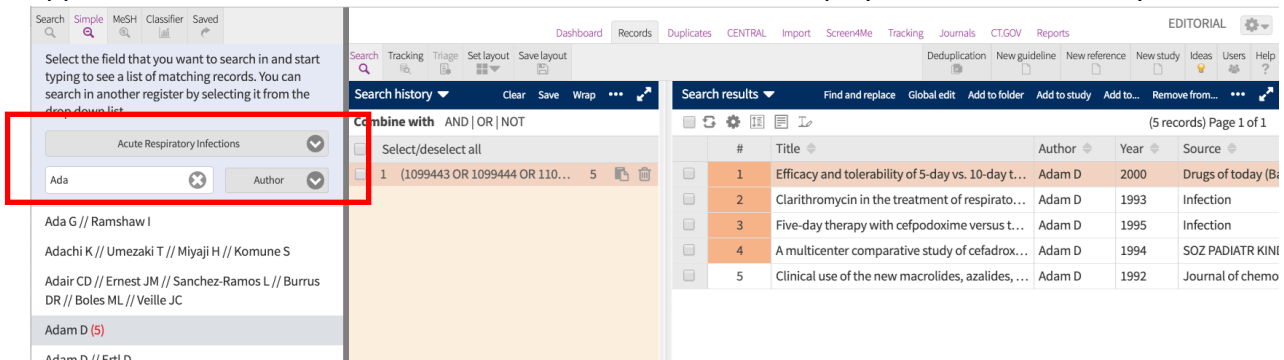 Search Simple MeSH Classifier Saved
EDITORIAL
Dashboard Records Duplicates CENTRAL Import Screen4Me Tracking Journals CT.GOV Reports
Select the field that you want to search in and start
typing to see a list of matching records. You can
search in another register by selecting it from the
drop down list
Search Tracking Triage Set layout Save layout
Deduplication New guideline New reference New study Ideas Users Help
Search history Clear Save Wrap •••
Search results Find and replace Global edit Add to folder Add to study Add to... Remove from... •••
Combine with AND | OR | NOT
(5 records) Page 1 of 1
Acute Respiratory Infections
Select/deselect all
# Title Author Year Source
Ada Author
1 (1099443 OR 1099444 OR 110... 5
1 Efficacy and tolerability of 5-day vs. 10-day t... Adam D 2000 Drugs of today (Ba
2 Clarithromycin in the treatment of respirato... Adam D 1993 Infection
3 Five-day therapy with cefpodoxime versus t... Adam D 1995 Infection
4 A multicenter comparative study of cefadrox... Adam D 1994 SOZ PADIATR KIND
5 Clinical use of the new macrolides, azalides, ... Adam D 1992 Journal of chemo
Ada G // Ramshaw I
Adachi K // Umezaki T // Miyaji H // Komune S
Adair CD // Ernest JM // Sanchez-Ramos L // Burrus
DR // Boles ML // Veille JC
Adam D (5)
Adam D // Ertl D